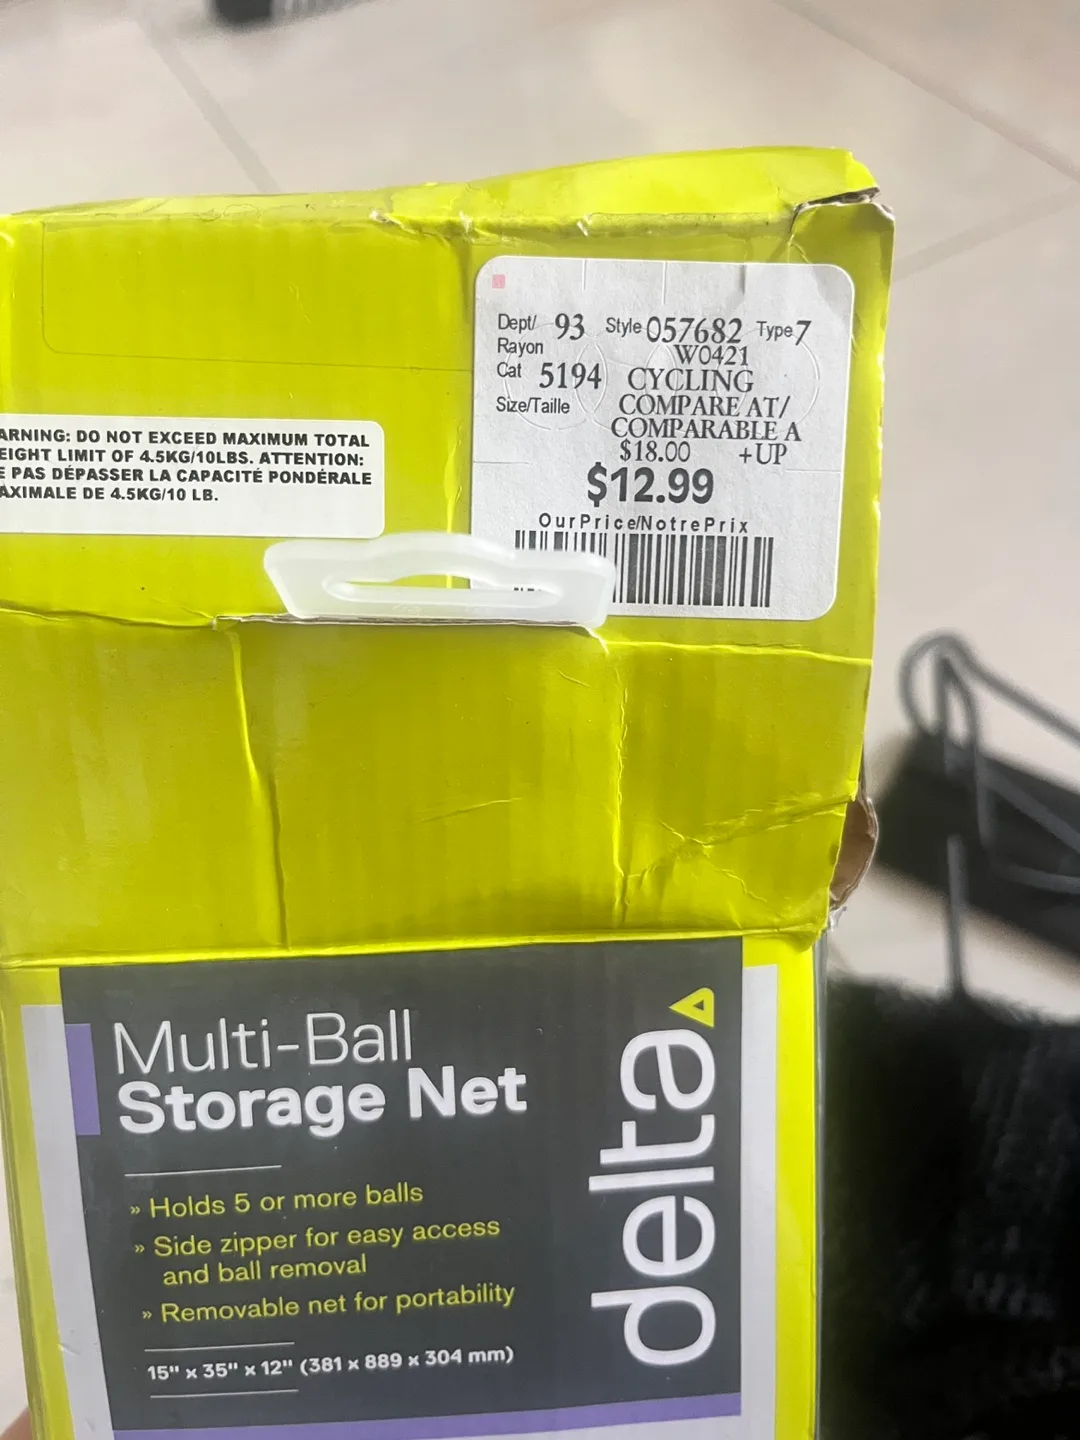 Dept/ 93 Style 057682 Type 7
Rayon
W0421
Cat 5194 CYCLING
Size/Taille COMPARE AT/
COMPARABLE A
$18.00 +UP
$12.99
OurPrice/NotrePrix
ARNING: DO NOT EXCEED MAXIMUM TOTAL
EIGHT LIMIT OF 4.5KG/10LBS. ATTENTION:
E PAS DÉPASSER LA CAPACITÉ PONDÉRALE
AXIMALE DE 4.5KG/10 LB.
Multi-Ball
Storage Net
» Holds 5 or more balls
» Side zipper for easy access
and ball removal
» Removable net for portability
15" x 35" x 12" (381 x 889 x 304 mm)
delta